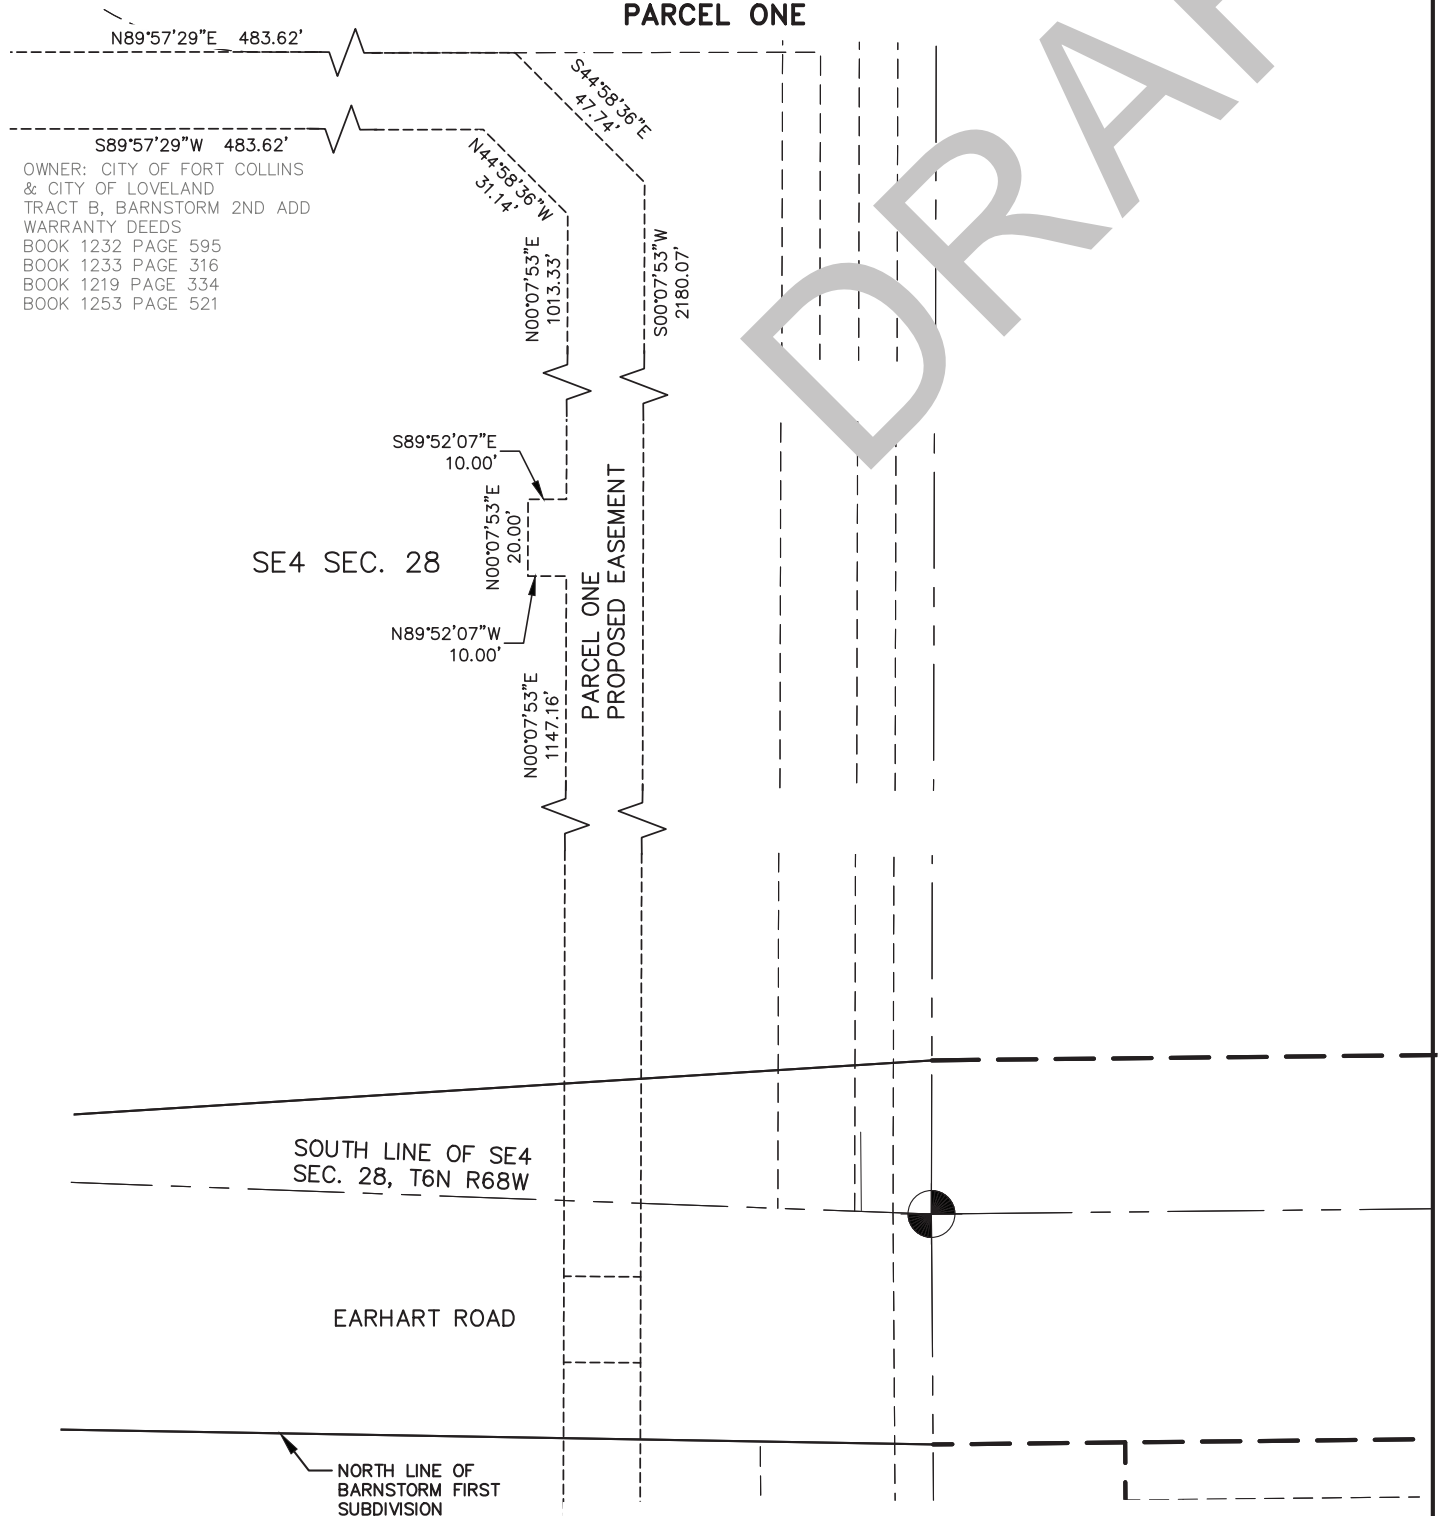 PARCEL ONE
N89°57'29"E 483.62'
S44°58'36"E
47.74'
S89°57'29"W 483.62'
N44°58'36"W
31.14'
OWNER: CITY OF FORT COLLINS
& CITY OF LOVELAND
TRACT B, BARNSTORM 2ND ADD
WARRANTY DEEDS
BOOK 1232 PAGE 595
BOOK 1233 PAGE 316
BOOK 1219 PAGE 334
BOOK 1253 PAGE 521
N00°07'53"E
1013.33'
S00°07'53"W
2180.07'
S89°52'07"E
10.00'
N00°07'53"E
20.00'
SE4 SEC. 28
N89°52'07"W
10.00'
PARCEL ONE
PROPOSED EASEMENT
N00°07'53"E
1147.16'
SOUTH LINE OF SE4
SEC. 28, T6N R68W
EARHART ROAD
NORTH LINE OF
BARNSTORM FIRST
SUBDIVISION